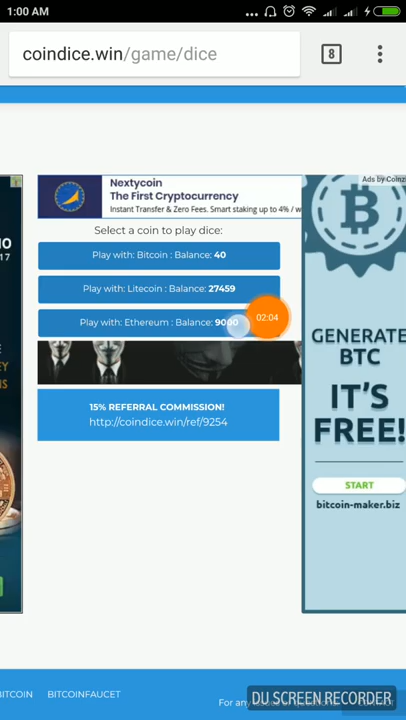 1:00 AM
coindice.win/game/dice
8
Ads by Coinz
Nextycoin
The First Cryptocurrency
Instant Transfer & Zero Fees. Smart staking up to 4% / w
17
Select a coin to play dice:
Play with: Bitcoin : Balance: 40
Play with: Litecoin : Balance: 27459
Play with: Ethereum : Balance: 9000
02:04
15% REFERRAL COMMISSION!
http://coindice.win/ref/9254
GENERATE
BTC
IT'S
FREE!
START
bitcoin-maker.biz
BITCOIN
BITCOINFAUCET
For any
DU SCREEN RECORDER